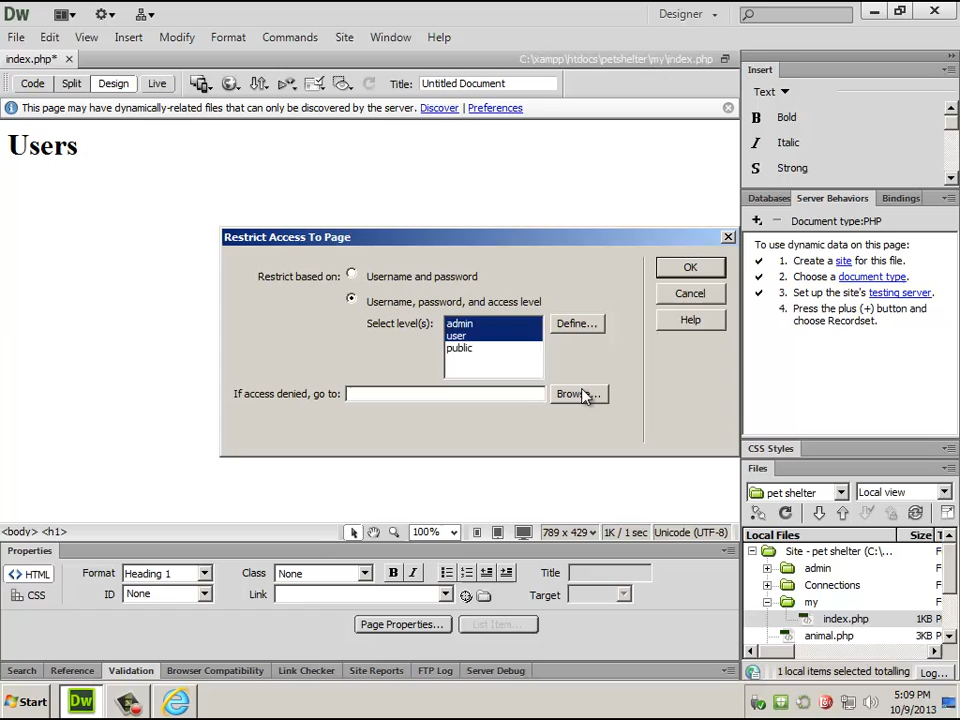 Dw
Designer
File Edit View Insert Modify Format Commands Site Window Help
index.php*
C:\xampp\htdocs\petshelter\my\index.php
Code Split Design Live
Title: Untitled Document
This page may have dynamically-related files that can only be discovered by the server. Discover | Preferences
Users
Restrict Access To Page
Restrict based on: Username and password
Username, password, and access level
Select level(s): admin
user
public
Define...
If access denied, go to:
OK
Cancel
Help
Insert
Text
B Bold
I Italic
S Strong
Databases Server Behaviors Bindings
Document type:PHP
To use dynamic data on this page:
1. Create a site for this file.
2. Choose a document type.
3. Set up the site's testing server.
4. Press the plus (+) button and
choose Recordset.
CSS Styles
Files
pet shelter Local view
Local Files Size T
Site - pet shelter (C:\... F
admin F
Connections F
my F
index.php 1KB P
animal.php 3KB P
1 local items selected totalling Log...
<body> <h1>
100%
789 x 429 1K / 1 sec Unicode (UTF-8)
Properties
HTML
CSS
Format Heading 1 Class None B I Title
ID None Link Target
Page Properties... List Item...
Search Reference Validation Browser Compatibility Link Checker Site Reports FTP Log Server Debug
Start
Dw
5:09 PM
10/9/2013